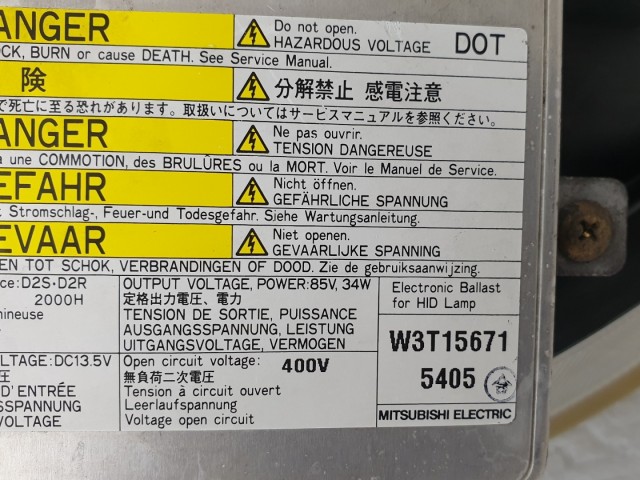 ANGER
Do not open.
HAZARDOUS VOLTAGE
DOT
OCK, BURN or cause DEATH. See Service Manual.
険
分解禁止 感電注意
で死亡に至る恐れがあります。取扱いについてはサービスマニュアルを参照ください。
ANGER
Ne pas ouvrir.
TENSION DANGEREUSE
une COMMOTION, des BRULÛRES ou la MORT. Voir le Manuel de Service.
EFAHR
Nicht öffnen.
GEFÄHRLICHE SPANNUNG
Stromschlag-, Feuer-und Todesgefahr. Siehe Wartungsanleitung.
EVAAR
Niet openen.
GEVAARLIJKE SPANNING
EN TOT SCHOK, VERBRANDINGEN OF DOOD. Zie de gebruiksaanwijzing.
ce:D2S·D2R
2000H
mineuse
OUTPUT VOLTAGE, POWER:85V, 34W
定格出力電圧、電力
TENSION DE SORTIE, PUISSANCE
AUSGANGSSPANNUNG, LEISTUNG
UITGANGSVOLTAGE, VERMOGEN
Electronic Ballast
for HID Lamp
W3T15671
5405
MITSUBISHI ELECTRIC
LTAGE:DC13.5V
圧
D'ENTRÉE
SSPANNUNG
VOLTAGE
Open circuit voltage:
400V
無負荷二次電圧
Tension à circuit ouvert
Leerlaufspannung
Voltage open circuit